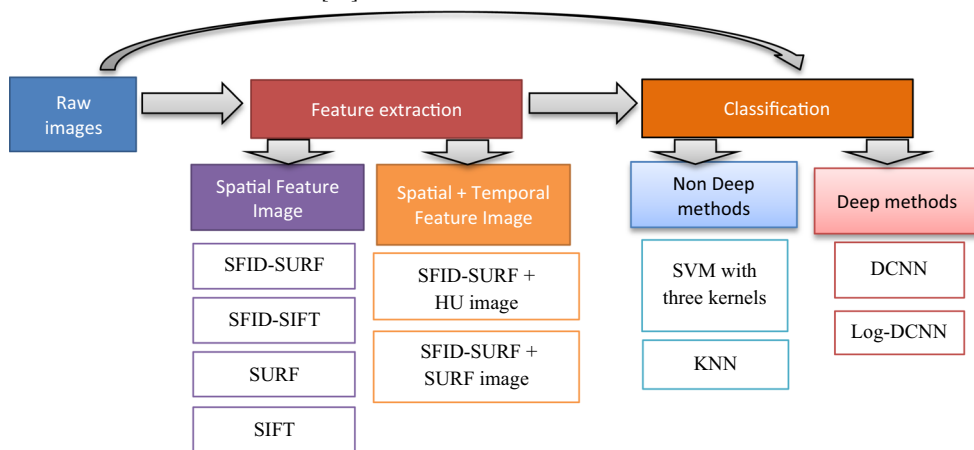 Raw
images
Feature extraction
Classification
Spatial Feature
Image
Spatial + Temporal
Feature Image
Non Deep
methods
Deep methods
SFID-SURF
SFID-SIFT
SURF
SIFT
SFID-SURF +
HU image
SFID-SURF +
SURF image
SVM with
three kernels
KNN
DCNN
Log-DCNN